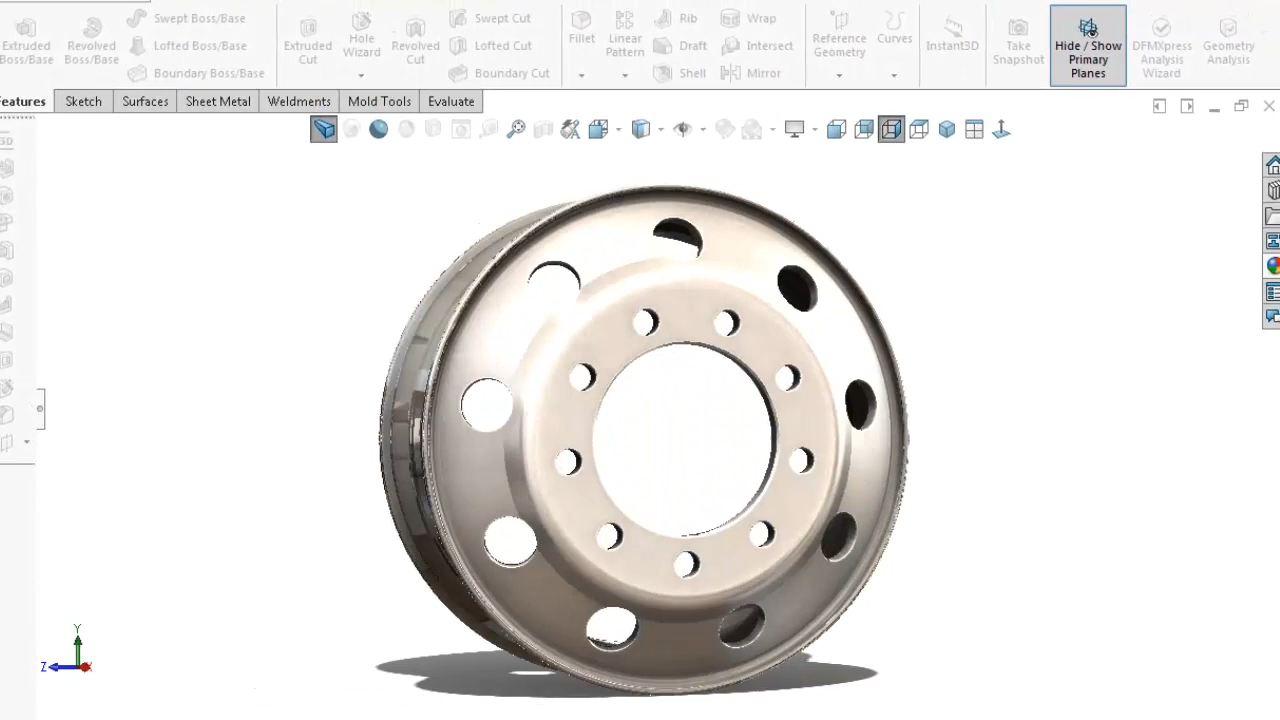 Extruded Boss/Base
Revolved Boss/Base
Swept Boss/Base
Lofted Boss/Base
Boundary Boss/Base
Extruded Cut
Hole Wizard
Revolved Cut
Swept Cut
Lofted Cut
Boundary Cut
Fillet
Linear Pattern
Rib
Draft
Shell
Wrap
Intersect
Mirror
Reference Geometry
Curves
Instant3D
Take Snapshot
Hide / Show Primary Planes
DFMXpress Analysis Wizard
Geometry Analysis
Features
Sketch
Surfaces
Sheet Metal
Weldments
Mold Tools
Evaluate
3D
Y
Z
X